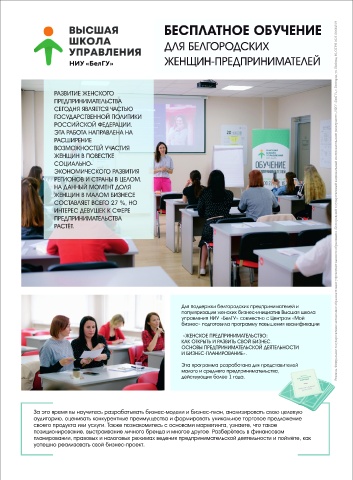 ВЫСШАЯ
ШКОЛА
УПРАВЛЕНИЯ
НИУ «БелГУ»
БЕСПЛАТНОЕ ОБУЧЕНИЕ
ДЛЯ БЕЛГОРОДСКИХ
ЖЕНЩИН-ПРЕДПРИНИМАТЕЛЕЙ
РАЗВИТИЕ ЖЕНСКОГО
ПРЕДПРИНИМАТЕЛЬСТВА
СЕГОДНЯ ЯВЛЯЕТСЯ ЧАСТЬЮ
ГОСУДАРСТВЕННОЙ ПОЛИТИКИ
РОССИЙСКОЙ ФЕДЕРАЦИИ.
ЭТА РАБОТА НАПРАВЛЕНА НА
РАСШИРЕНИЕ
ВОЗМОЖНОСТЕЙ УЧАСТИЯ
ЖЕНЩИН В ПОВЕСТКЕ
СОЦИАЛЬНО-
ЭКОНОМИЧЕСКОГО РАЗВИТИЯ
РЕГИОНОВ И СТРАНЫ В ЦЕЛОМ.
НА ДАННЫЙ МОМЕНТ ДОЛЯ
ЖЕНЩИН В МАЛОМ БИЗНЕСЕ
СОСТАВЛЯЕТ ВСЕГО 27 %, НО
ИНТЕРЕС ДЕВУШЕК К СФЕРЕ
ПРЕДПРИНИМАТЕЛЬСТВА
РАСТЁТ.
ОБУЧЕНИЕ
Для поддержки белгородских предпринимателей и
популяризации женских бизнес-инициатив Высшая школа
управления НИУ «БелГУ» совместно с Центром «Мой
бизнес» подготовила программу повышения квалификации
«ЖЕНСКОЕ ПРЕДПРИНИМАТЕЛЬСТВО:
КАК ОТКРЫТЬ И РАЗВИТЬ СВОЙ БИЗНЕС.
ОСНОВЫ ПРЕДПРИНИМАТЕЛЬСКОЙ ДЕЯТЕЛЬНОСТИ
И БИЗНЕС-ПЛАНИРОВАНИЕ».
Эта программа разработана для представителей
малого и среднего предпринимательства,
действующих более 1 года.
За это время вы научитесь разрабатывать бизнес-модели и бизнес-план, анализировать свою целевую
аудиторию, оценивать конкурентные преимущества и формировать уникальное торговое предложение
своего продукта или услуги. Также познакомитесь с основами маркетинга, узнаете, что такое
позиционирование, выстраивание личного бренда и многое другое. Разберётесь в финансовом
планировании, правовых и налоговых режимах ведения предпринимательской деятельности и поймёте, как
успешно реализовать свой бизнес-проект.